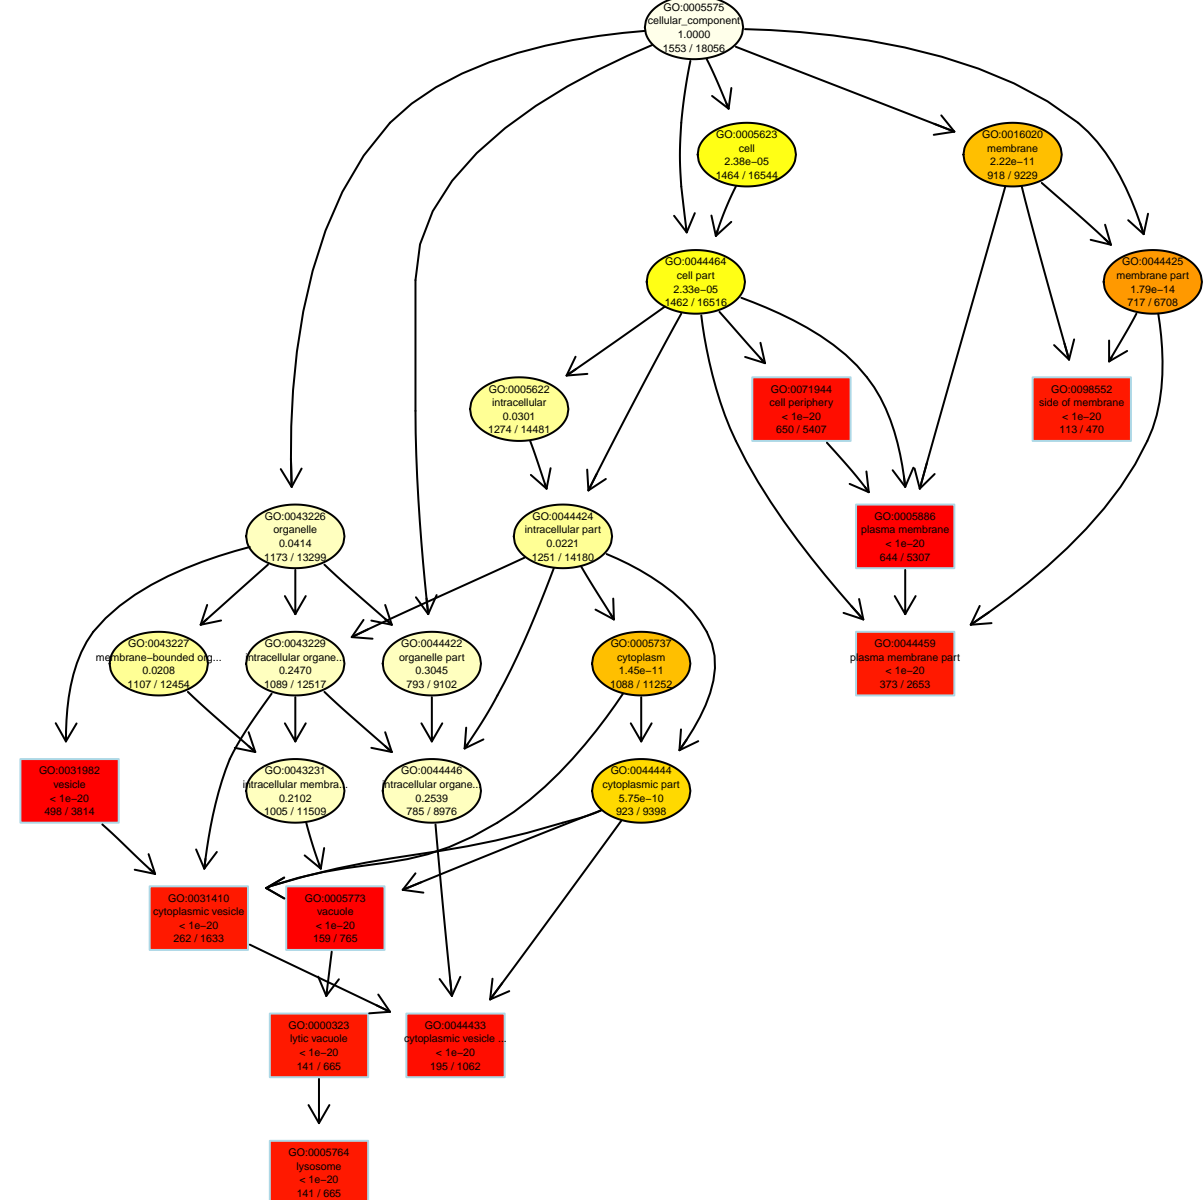 GO:0005575
cellular_component
1.0000
1553 / 18056
GO:0005623
cell
2.38e−05
1464 / 16544
GO:0016020
membrane
2.22e−11
918 / 9229
GO:0044464
cell part
2.33e−05
1462 / 16516
GO:0044425
membrane part
1.79e−14
717 / 6708
GO:0005622
intracellular
0.0301
1274 / 14481
GO:0071944
cell periphery
< 1e−20
650 / 5407
GO:0098552
side of membrane
< 1e−20
113 / 470
GO:0043226
organelle
0.0414
1173 / 13299
GO:0044424
intracellular part
0.0221
1251 / 14180
GO:0005886
plasma membrane
< 1e−20
644 / 5307
GO:0043227
membrane−bounded org...
0.0208
1107 / 12454
GO:0043229
intracellular organe...
0.2470
1089 / 12517
GO:0044422
organelle part
0.3045
793 / 9102
GO:0005737
cytoplasm
1.45e−11
1088 / 11252
GO:0044459
plasma membrane part
< 1e−20
373 / 2653
GO:0031982
vesicle
< 1e−20
498 / 3814
GO:0043231
intracellular membra...
0.2102
1005 / 11509
GO:0044446
intracellular organe...
0.2539
785 / 8976
GO:0044444
cytoplasmic part
5.75e−10
923 / 9398
GO:0031410
cytoplasmic vesicle
< 1e−20
262 / 1633
GO:0005773
vacuole
< 1e−20
159 / 765
GO:0000323
lytic vacuole
< 1e−20
141 / 665
GO:0044433
cytoplasmic vesicle ...
< 1e−20
195 / 1062
GO:0005764
lysosome
< 1e−20
141 / 665